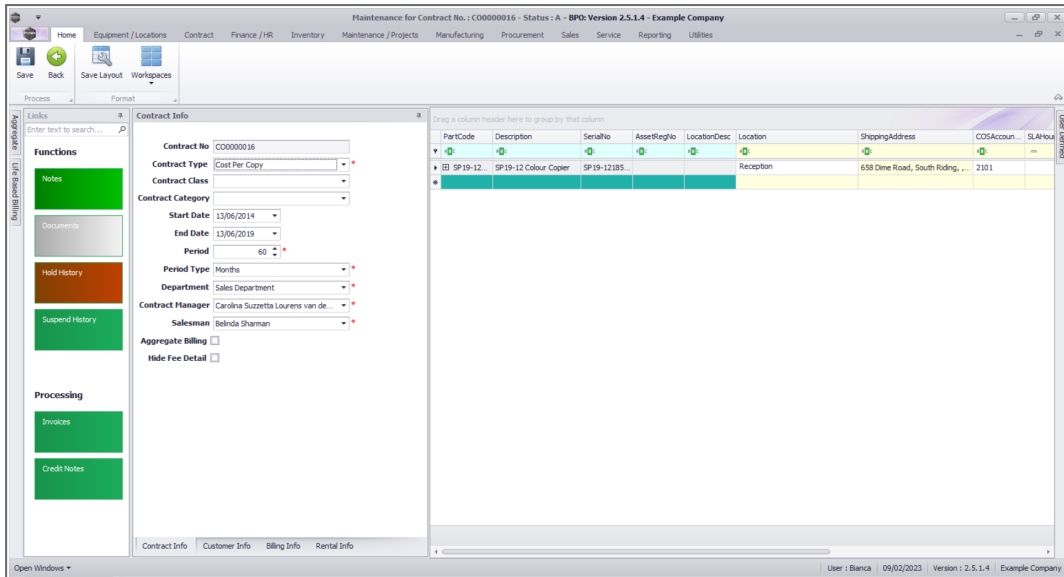 Maintenance for Contract No. : CO0000016 - Status : A - BPO: Version 2.5.1.4 - Example Company
Home Equipment / Locations Contract Finance / HR Inventory Maintenance / Projects Manufacturing Procurement Sales Service Reporting Utilities
Save Back Save Layout Workspaces
Process Format
Aggregate
Life Based Billing
Links
Enter text to search...
Functions
Notes
Documents
Hold History
Suspend History
Processing
Invoices
Credit Notes
Contract Info
Contract No CO0000016
Contract Type Cost Per Copy *
Contract Class
Contract Category
Start Date 13/06/2014
End Date 13/06/2019
Period 60 *
Period Type Months *
Department Sales Department *
Contract Manager Carolina Suzzetta Lourens van de... *
Salesman Belinda Sharman *
Aggregate Billing
Hide Fee Detail
Contract Info Customer Info Billing Info Rental Info
Drag a column header here to group by that column
PartCode Description SerialNo AssetRegNo LocationDesc Location ShippingAddress COSAccoun... SLAHour
SP19-12... SP19-12 Colour Copier SP19-12185... Reception 658 Dime Road, South Riding, ,... 2101
User Defined
Open Windows User : Bianca 09/02/2023 Version : 2.5.1.4 Example Company